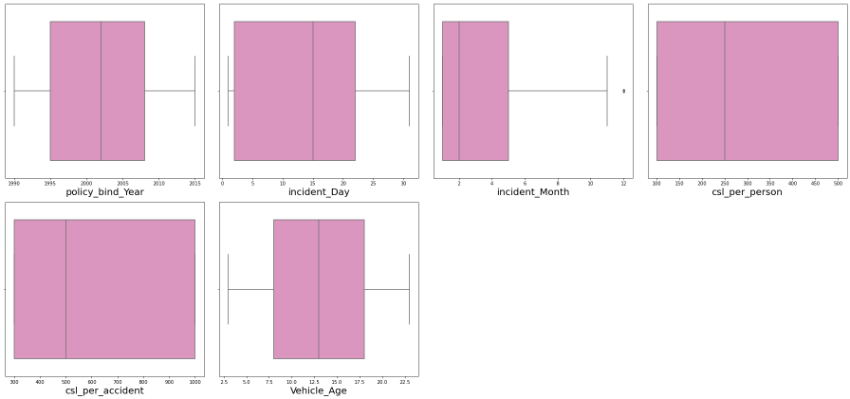 1990 1995 2000 2005 2010 2015
policy_bind_Year
0 5 10 15 20 25 30
incident_Day
2 4 6 8 10 12
incident_Month
100 150 200 250 300 350 400 450 500
csl_per_person
300 400 500 600 700 800 900 1000
csl_per_accident
2.5 5.0 7.5 10.0 12.5 15.0 17.5 20.0 22.5
Vehicle_Age